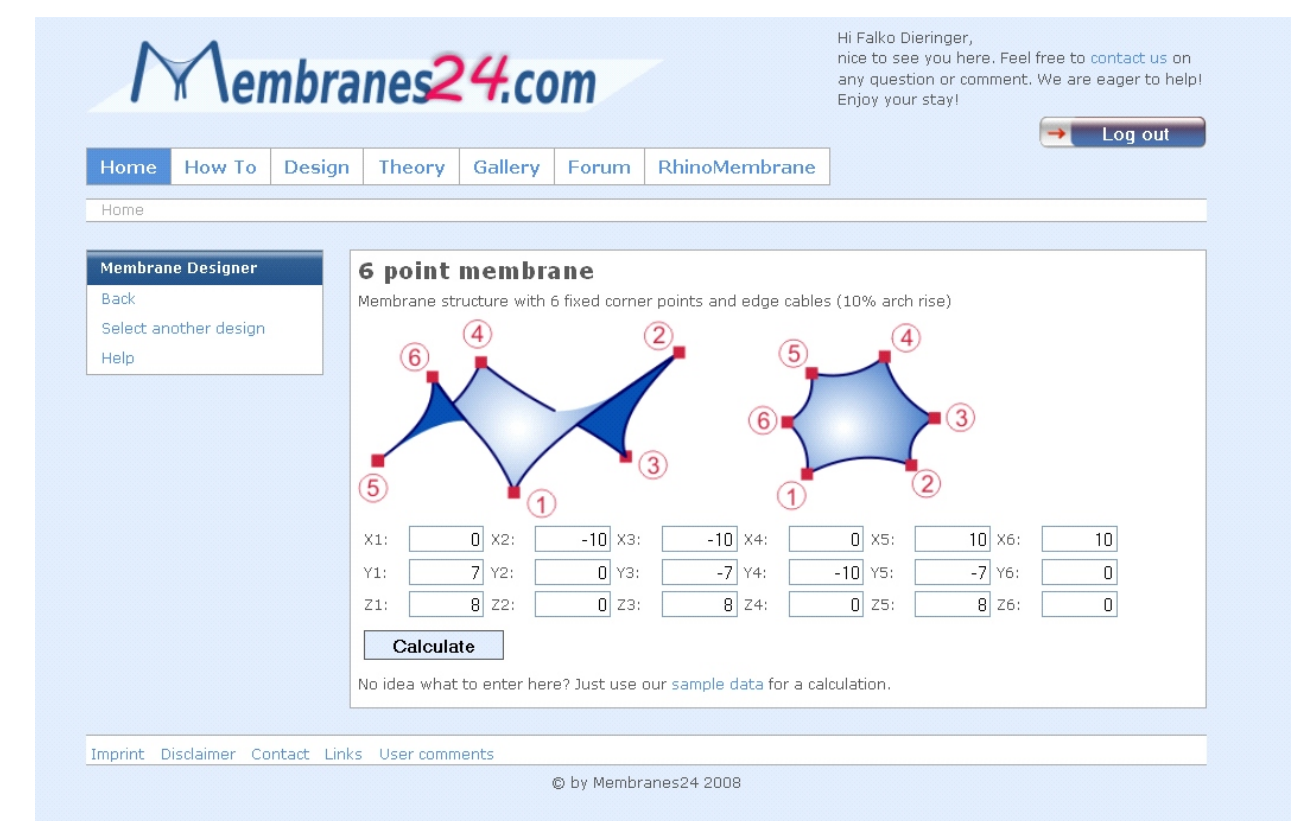 Membranes24.com
Hi Falko Dieringer,
nice to see you here. Feel free to contact us on
any question or comment. We are eager to help!
Enjoy your stay!
Log out
Home How To Design Theory Gallery Forum RhinoMembrane
Home
Membrane Designer
Back
Select another design
Help
6 point membrane
Membrane structure with 6 fixed corner points and edge cables (10% arch rise)
4 2 4
6 5
6 3
3
5 1 1 2
X1: 0 X2: -10 X3: -10 X4: 0 X5: 10 X6: 10
Y1: 7 Y2: 0 Y3: -7 Y4: -10 Y5: -7 Y6: 0
Z1: 8 Z2: 0 Z3: 8 Z4: 0 Z5: 8 Z6: 0
Calculate
No idea what to enter here? Just use our sample data for a calculation.
Imprint Disclaimer Contact Links User comments
© by Membranes24 2008